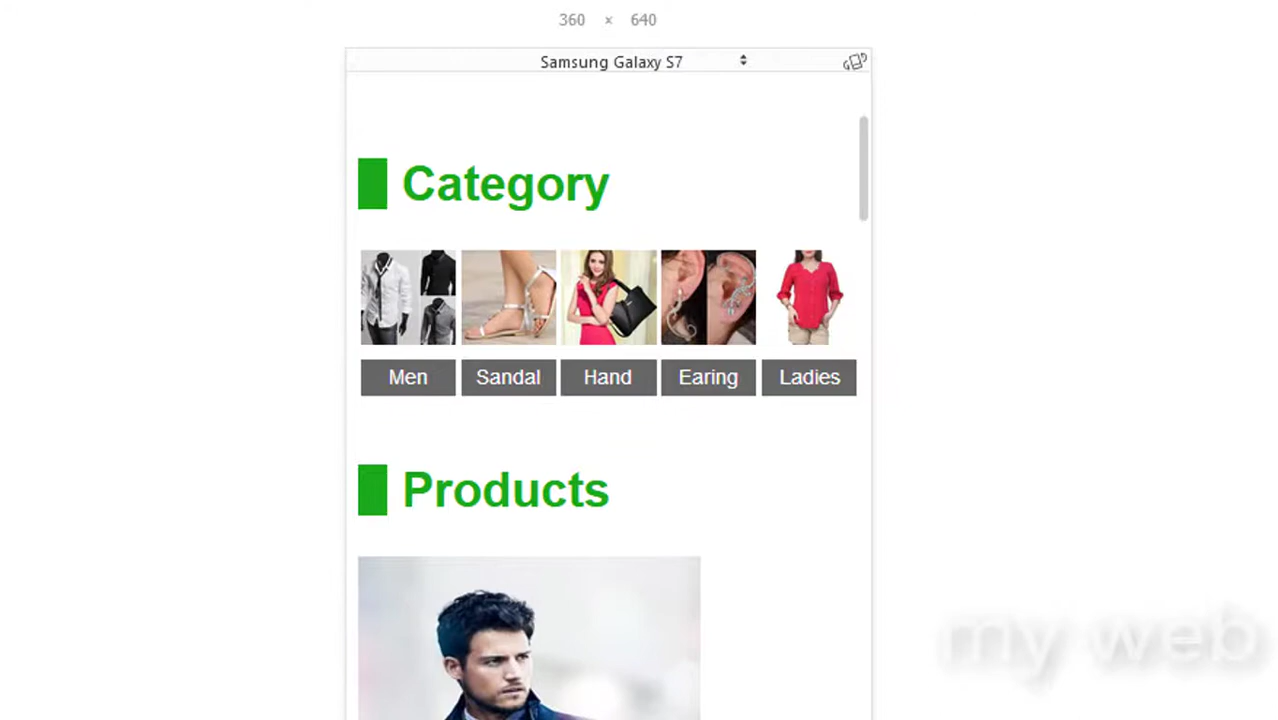 360 × 640
Samsung Galaxy S7
Category
Men Sandal Hand Earing Ladies
Products
my web